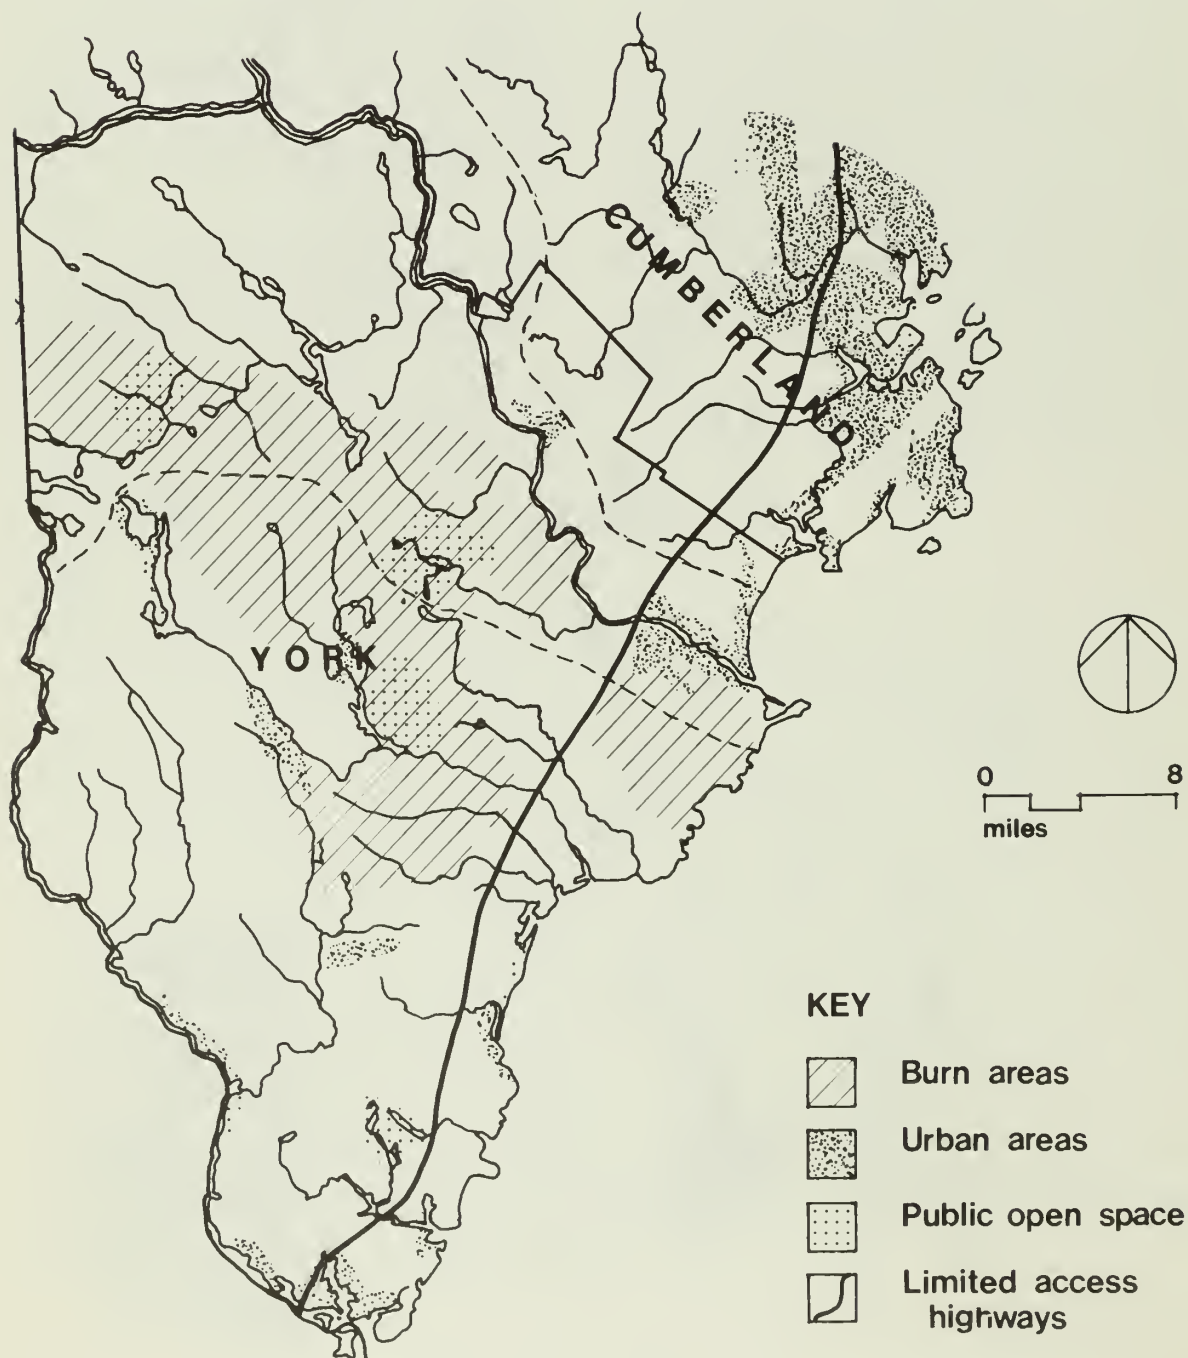 CUMBERLAND
YORK
0 8
miles
KEY
Burn areas
Urban areas
Public open space
Limited access
highways